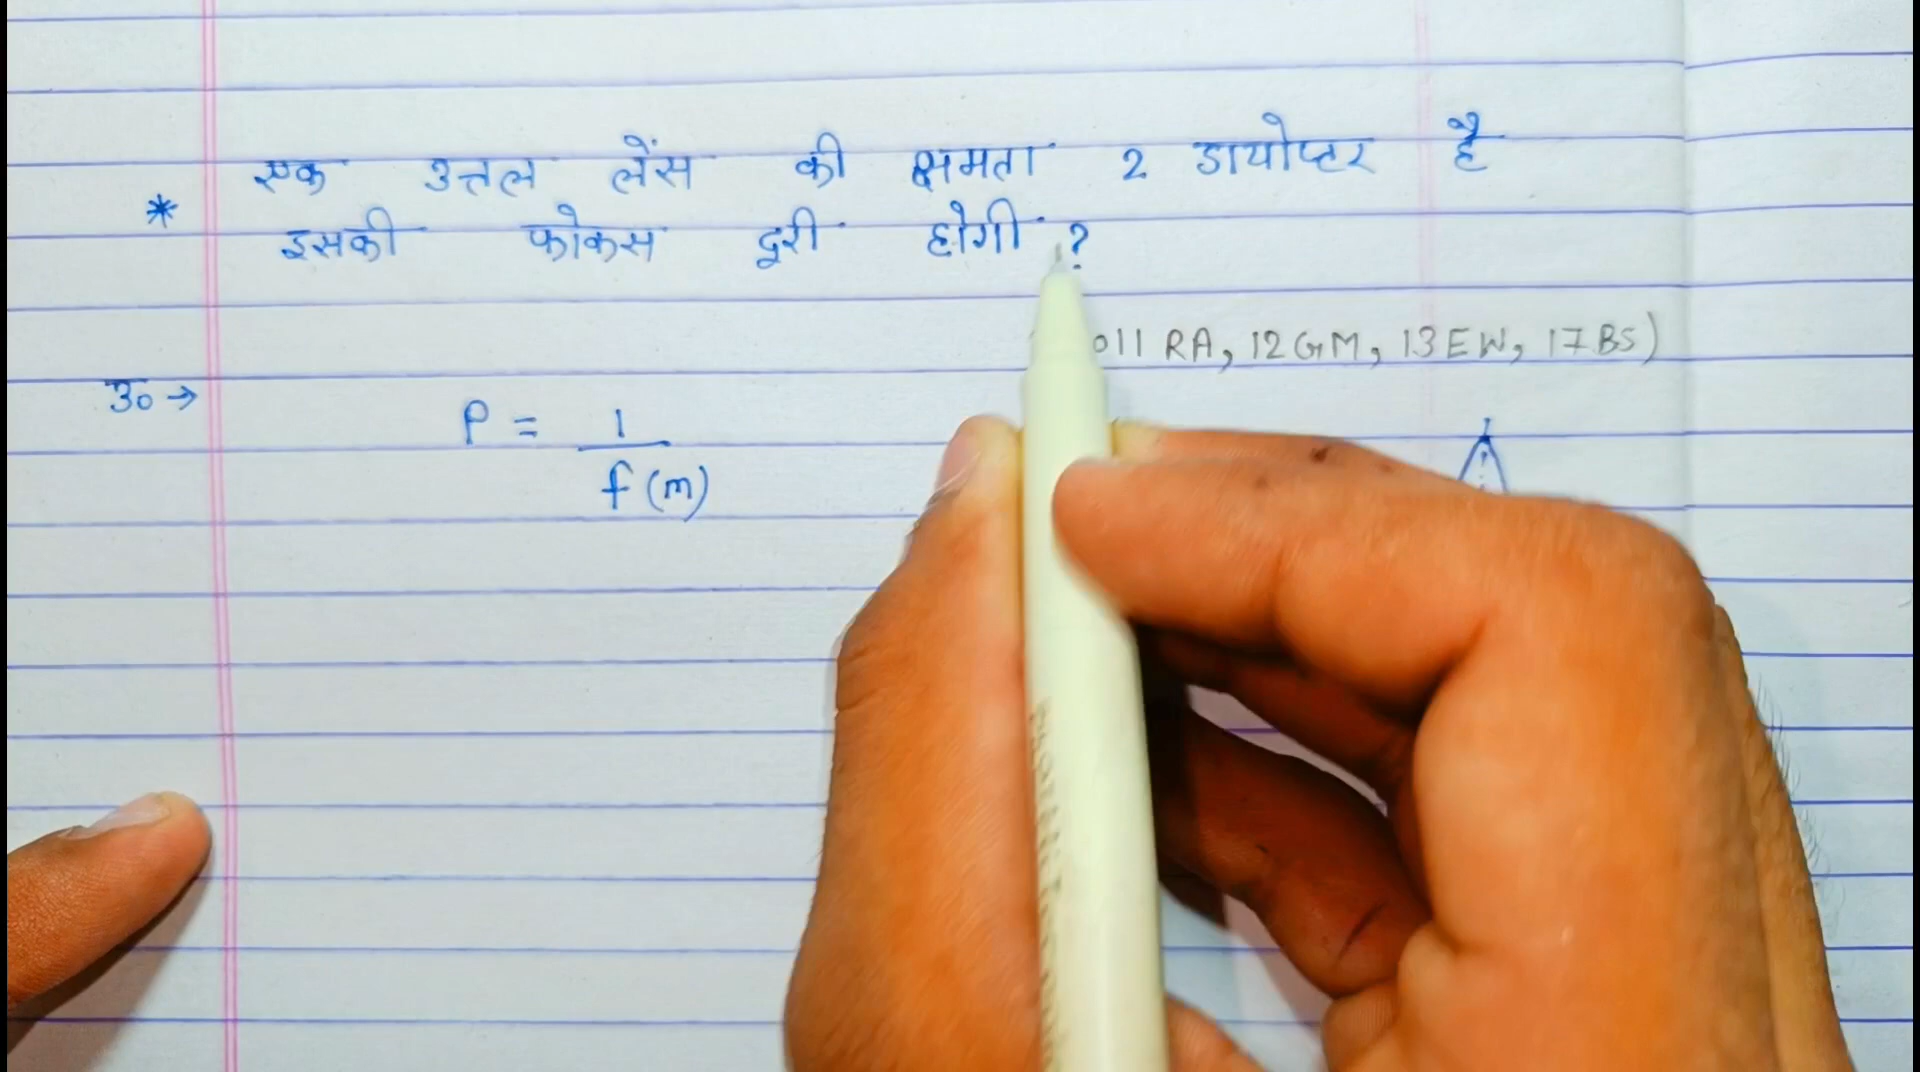 * एक उत्तल लेंस की क्षमता 2 डायोप्टर है
इसकी फोकस दूरी होगी ?
011 RA, 12 GM, 13 EW, 17 BS)
उ० → P = 1
f (m)